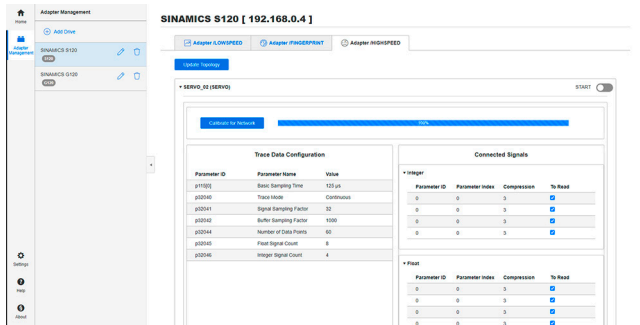 Home
Adapter
Management
Settings
Help
About
Adapter Management
Add Drive
SINAMICS S120
S120
SINAMICS G120
G120
SINAMICS S120 [ 192.168.0.4 ]
Adapter /LOWSPEED
Adapter /FINGERPRINT
Adapter /HIGHSPEED
Update Topology
SERVO_02 (SERVO)
START
Calibrate for Network
100%
Trace Data Configuration
Parameter ID Parameter Name Value
p115[0] Basic Sampling Time 125 µs
p32040 Trace Mode Continuous
p32041 Signal Sampling Factor 32
p32042 Buffer Sampling Factor 1000
p32044 Number of Data Points 50
p32045 Float Signal Count 8
p32046 Integer Signal Count 4
Connected Signals
Integer
Parameter ID Parameter Index Compression To Read
0 0 3
0 0 3
0 0 3
0 0 3
Float
Parameter ID Parameter Index Compression To Read
0 0 3
0 0 3
0 0 3
0 0 3